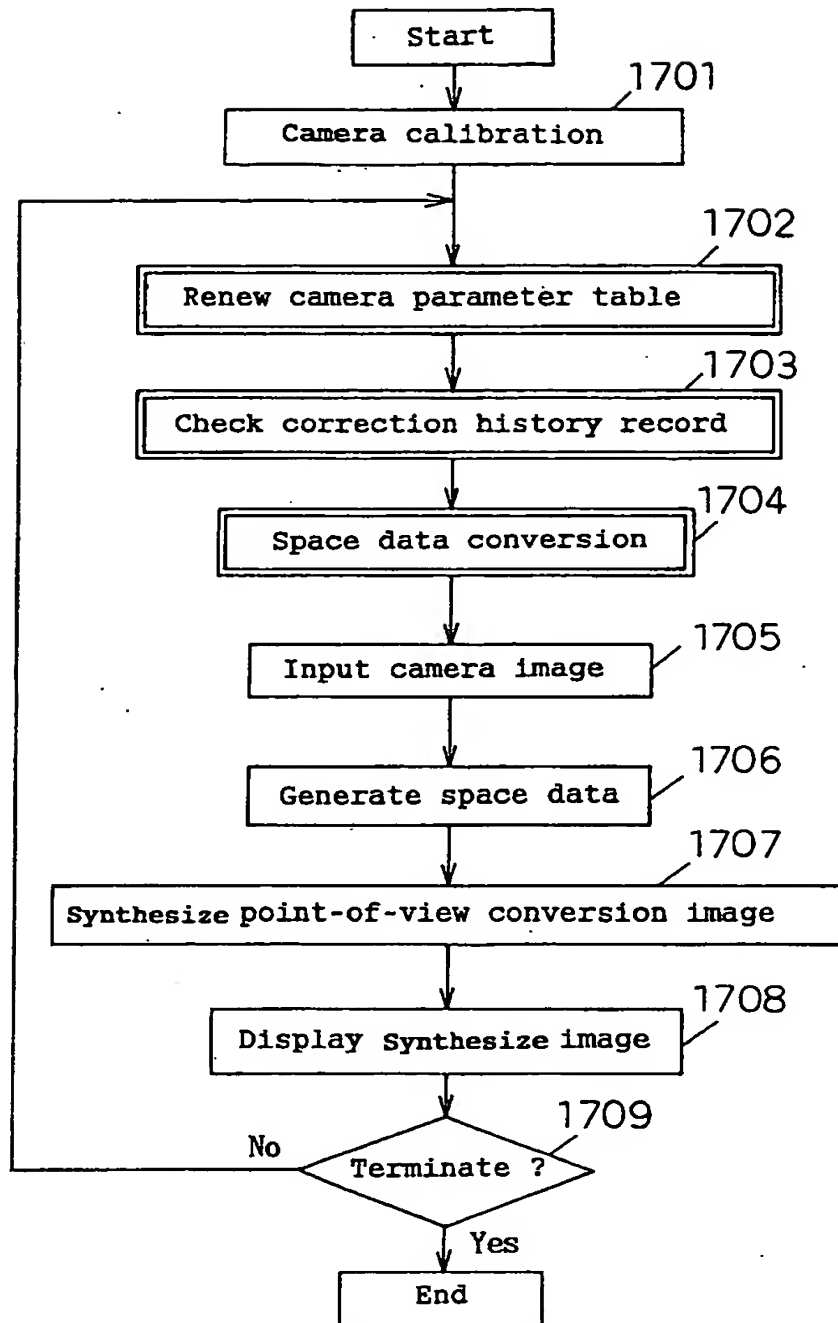 Start
1701
Camera calibration
1702
Renew camera parameter table
1703
Check correction history record
1704
Space data conversion
1705
Input camera image
1706
Generate space data
1707
Synthesize point-of-view conversion image
1708
Display Synthesize image
1709
No
Terminate ?
Yes
End